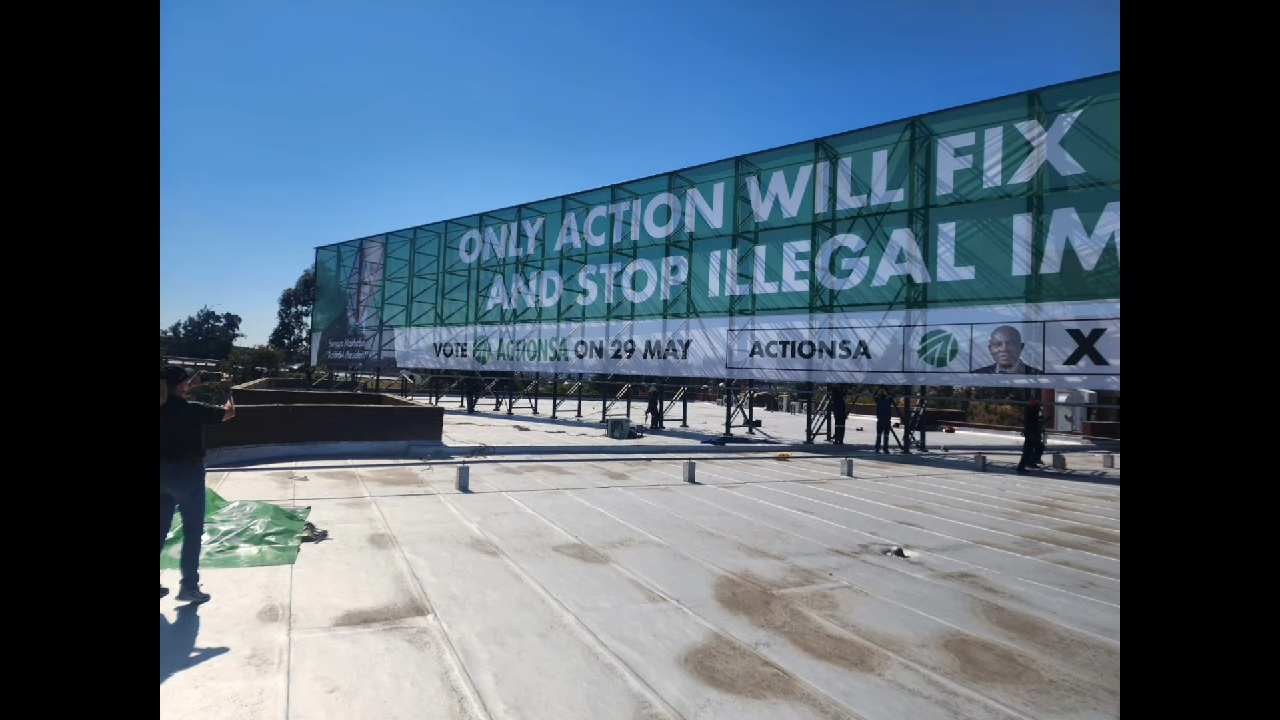 ONLY ACTION WILL FIX
AND STOP ILLEGAL IM
VOTE ACTIONSA ON 29 MAY
ACTIONSA X